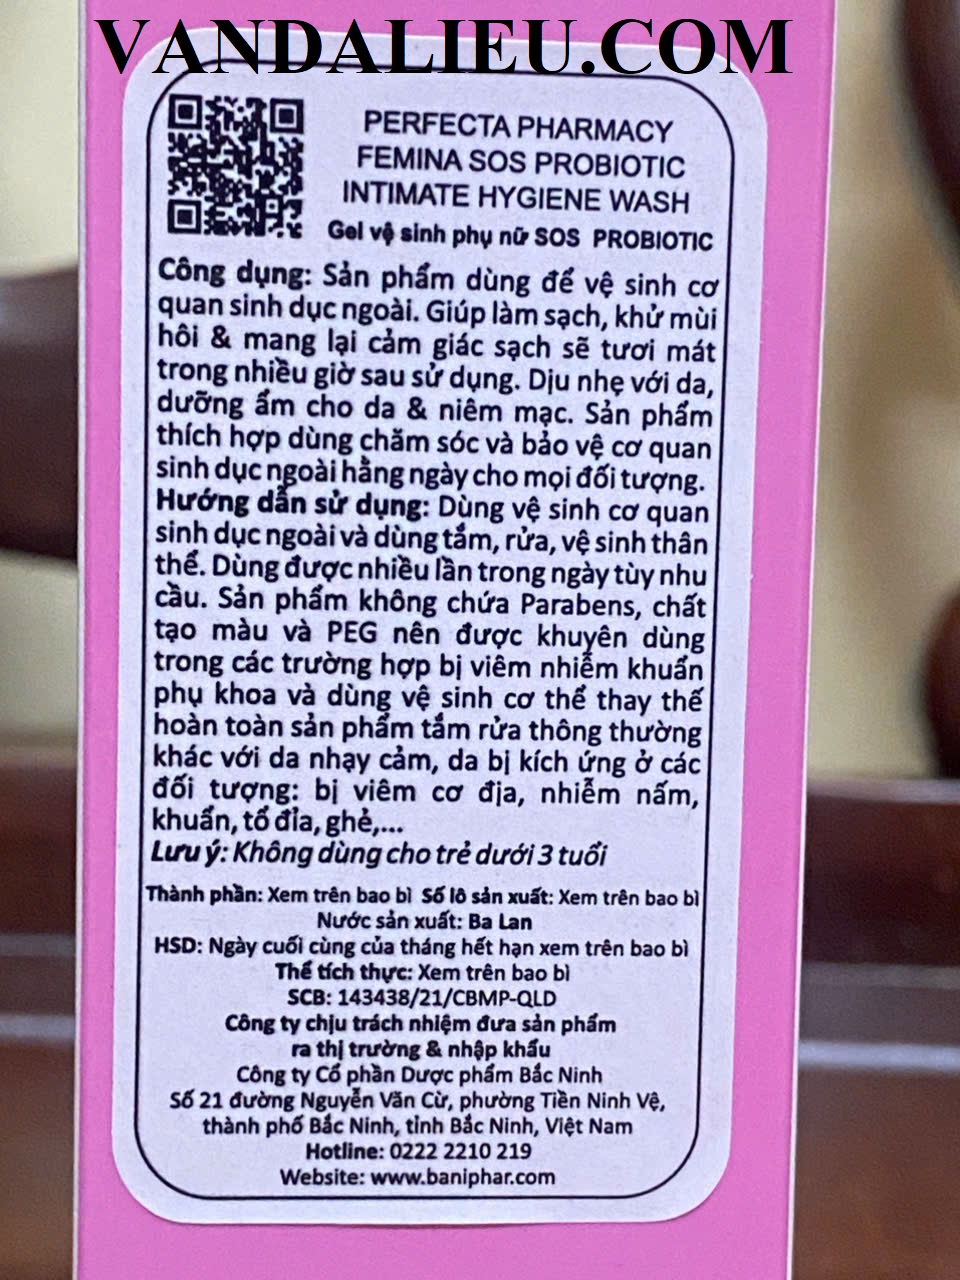 VANDALIEU.COM
PERFECTA PHARMACY
FEMINA SOS PROBIOTIC
INTIMATE HYGIENE WASH
Gel vệ sinh phụ nữ SOS PROBIOTIC
Công dụng: Sản phẩm dùng để vệ sinh cơ
quan sinh dục ngoài. Giúp làm sạch, khử mùi
hôi & mang lại cảm giác sạch sẽ tươi mát
trong nhiều giờ sau sử dụng. Dịu nhẹ với da,
dưỡng ẩm cho da & niêm mạc. Sản phẩm
thích hợp dùng chăm sóc và bảo vệ cơ quan
sinh dục ngoài hằng ngày cho mọi đối tượng.
Hướng dẫn sử dụng: Dùng vệ sinh cơ quan
sinh dục ngoài và dùng tắm, rửa, vệ sinh thân
thể. Dùng được nhiều lần trong ngày tùy nhu
cầu. Sản phẩm không chứa Parabens, chất
tạo màu và PEG nên được khuyên dùng
trong các trường hợp bị viêm nhiễm khuẩn
phụ khoa và dùng vệ sinh cơ thể thay thế
hoàn toàn sản phẩm tắm rửa thông thường
khác với da nhạy cảm, da bị kích ứng ở các
đối tượng: bị viêm cơ địa, nhiễm nấm,
khuẩn, tổ đỉa, ghẻ,...
Lưu ý: Không dùng cho trẻ dưới 3 tuổi
Thành phần: Xem trên bao bì Số lô sản xuất: Xem trên bao bì
Nước sản xuất: Ba Lan
HSD: Ngày cuối cùng của tháng hết hạn xem trên bao bì
Thể tích thực: Xem trên bao bì
SCB: 143438/21/CBMP-QLD
Công ty chịu trách nhiệm đưa sản phẩm
ra thị trường & nhập khẩu
Công ty Cổ phần Dược phẩm Bắc Ninh
Số 21 đường Nguyễn Văn Cừ, phường Tiền Ninh Vệ,
thành phố Bắc Ninh, tỉnh Bắc Ninh, Việt Nam
Hotline: 0222 2210 219
Website: www.baniphar.com